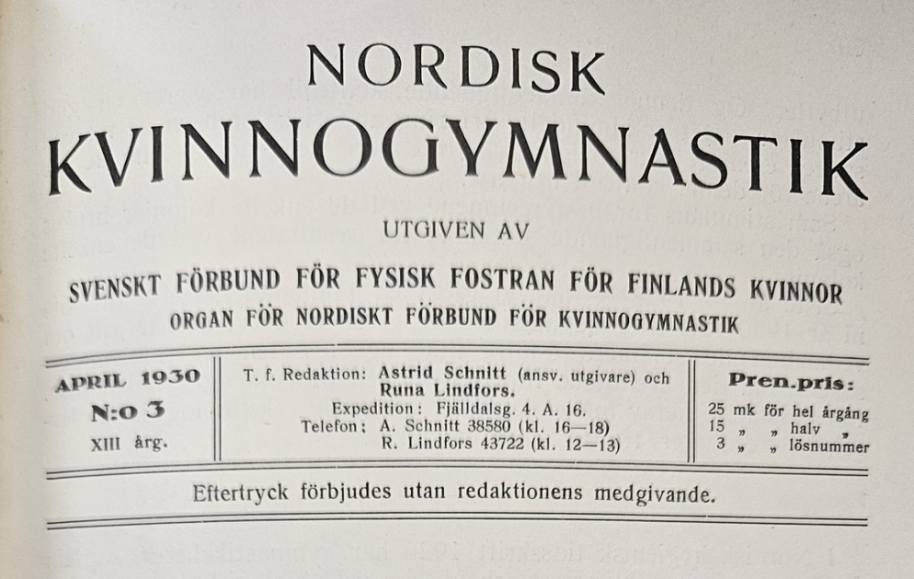 NORDISK
KVINNOGYMNASTIK
UTGIVEN AV
SVENSKT FÖRBUND FÖR FYSISK FOSTRAN FÖR FINLANDS KVINNOR
ORGAN FÖR NORDISKT FÖRBUND FÖR KVINNOGYMNASTIK
APRIL 1930
N:o 3
XIII årg.
T. f. Redaktion: Astrid Schnitt (ansv. utgivare) och
Runa Lindfors.
Expedition: Fjälldalsg. 4. A. 16.
Telefon: A. Schnitt 38580 (kl. 16—18)
R. Lindfors 43722 (kl. 12—13)
Pren.pris:
25 mk för hel årgång
15 „ „ halv „
3 „ „ lösnummer
Eftertryck förbjudes utan redaktionens medgivande.